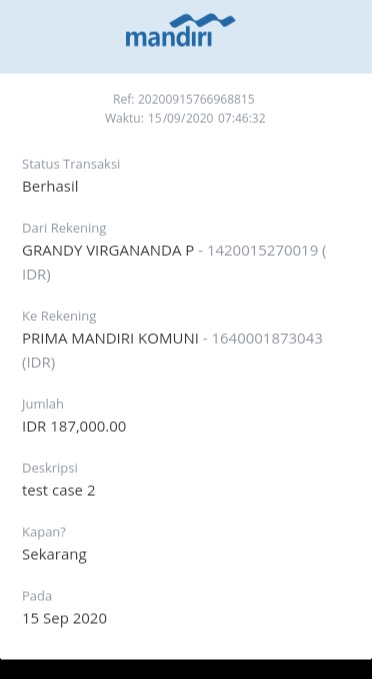 mandiri
Ref: 20200915766968815
Waktu: 15/09/2020 07:46:32
Status Transaksi
Berhasil
Dari Rekening
GRANDY VIRGANANDA P - 1420015270019 (
IDR)
Ke Rekening
PRIMA MANDIRI KOMUNI - 1640001873043
(IDR)
Jumlah
IDR 187,000.00
Deskripsi
test case 2
Kapan?
Sekarang
Pada
15 Sep 2020